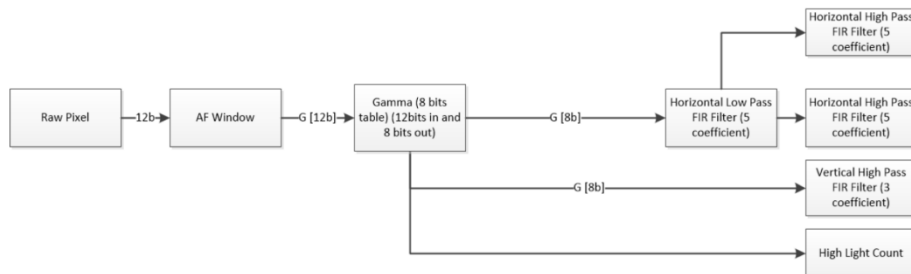 Horizontal High Pass
FIR Filter (5
coefficient)
Raw Pixel
12b
AF Window
G [12b]
Gamma (8 bits
table) (12bits in and
8 bits out)
G [8b]
Horizontal Low Pass
FIR Filter (5
coefficient)
Horizontal High Pass
FIR Filter (5
coefficient)
G [8b]
Vertical High Pass
FIR Filter (3
coefficient)
High Light Count